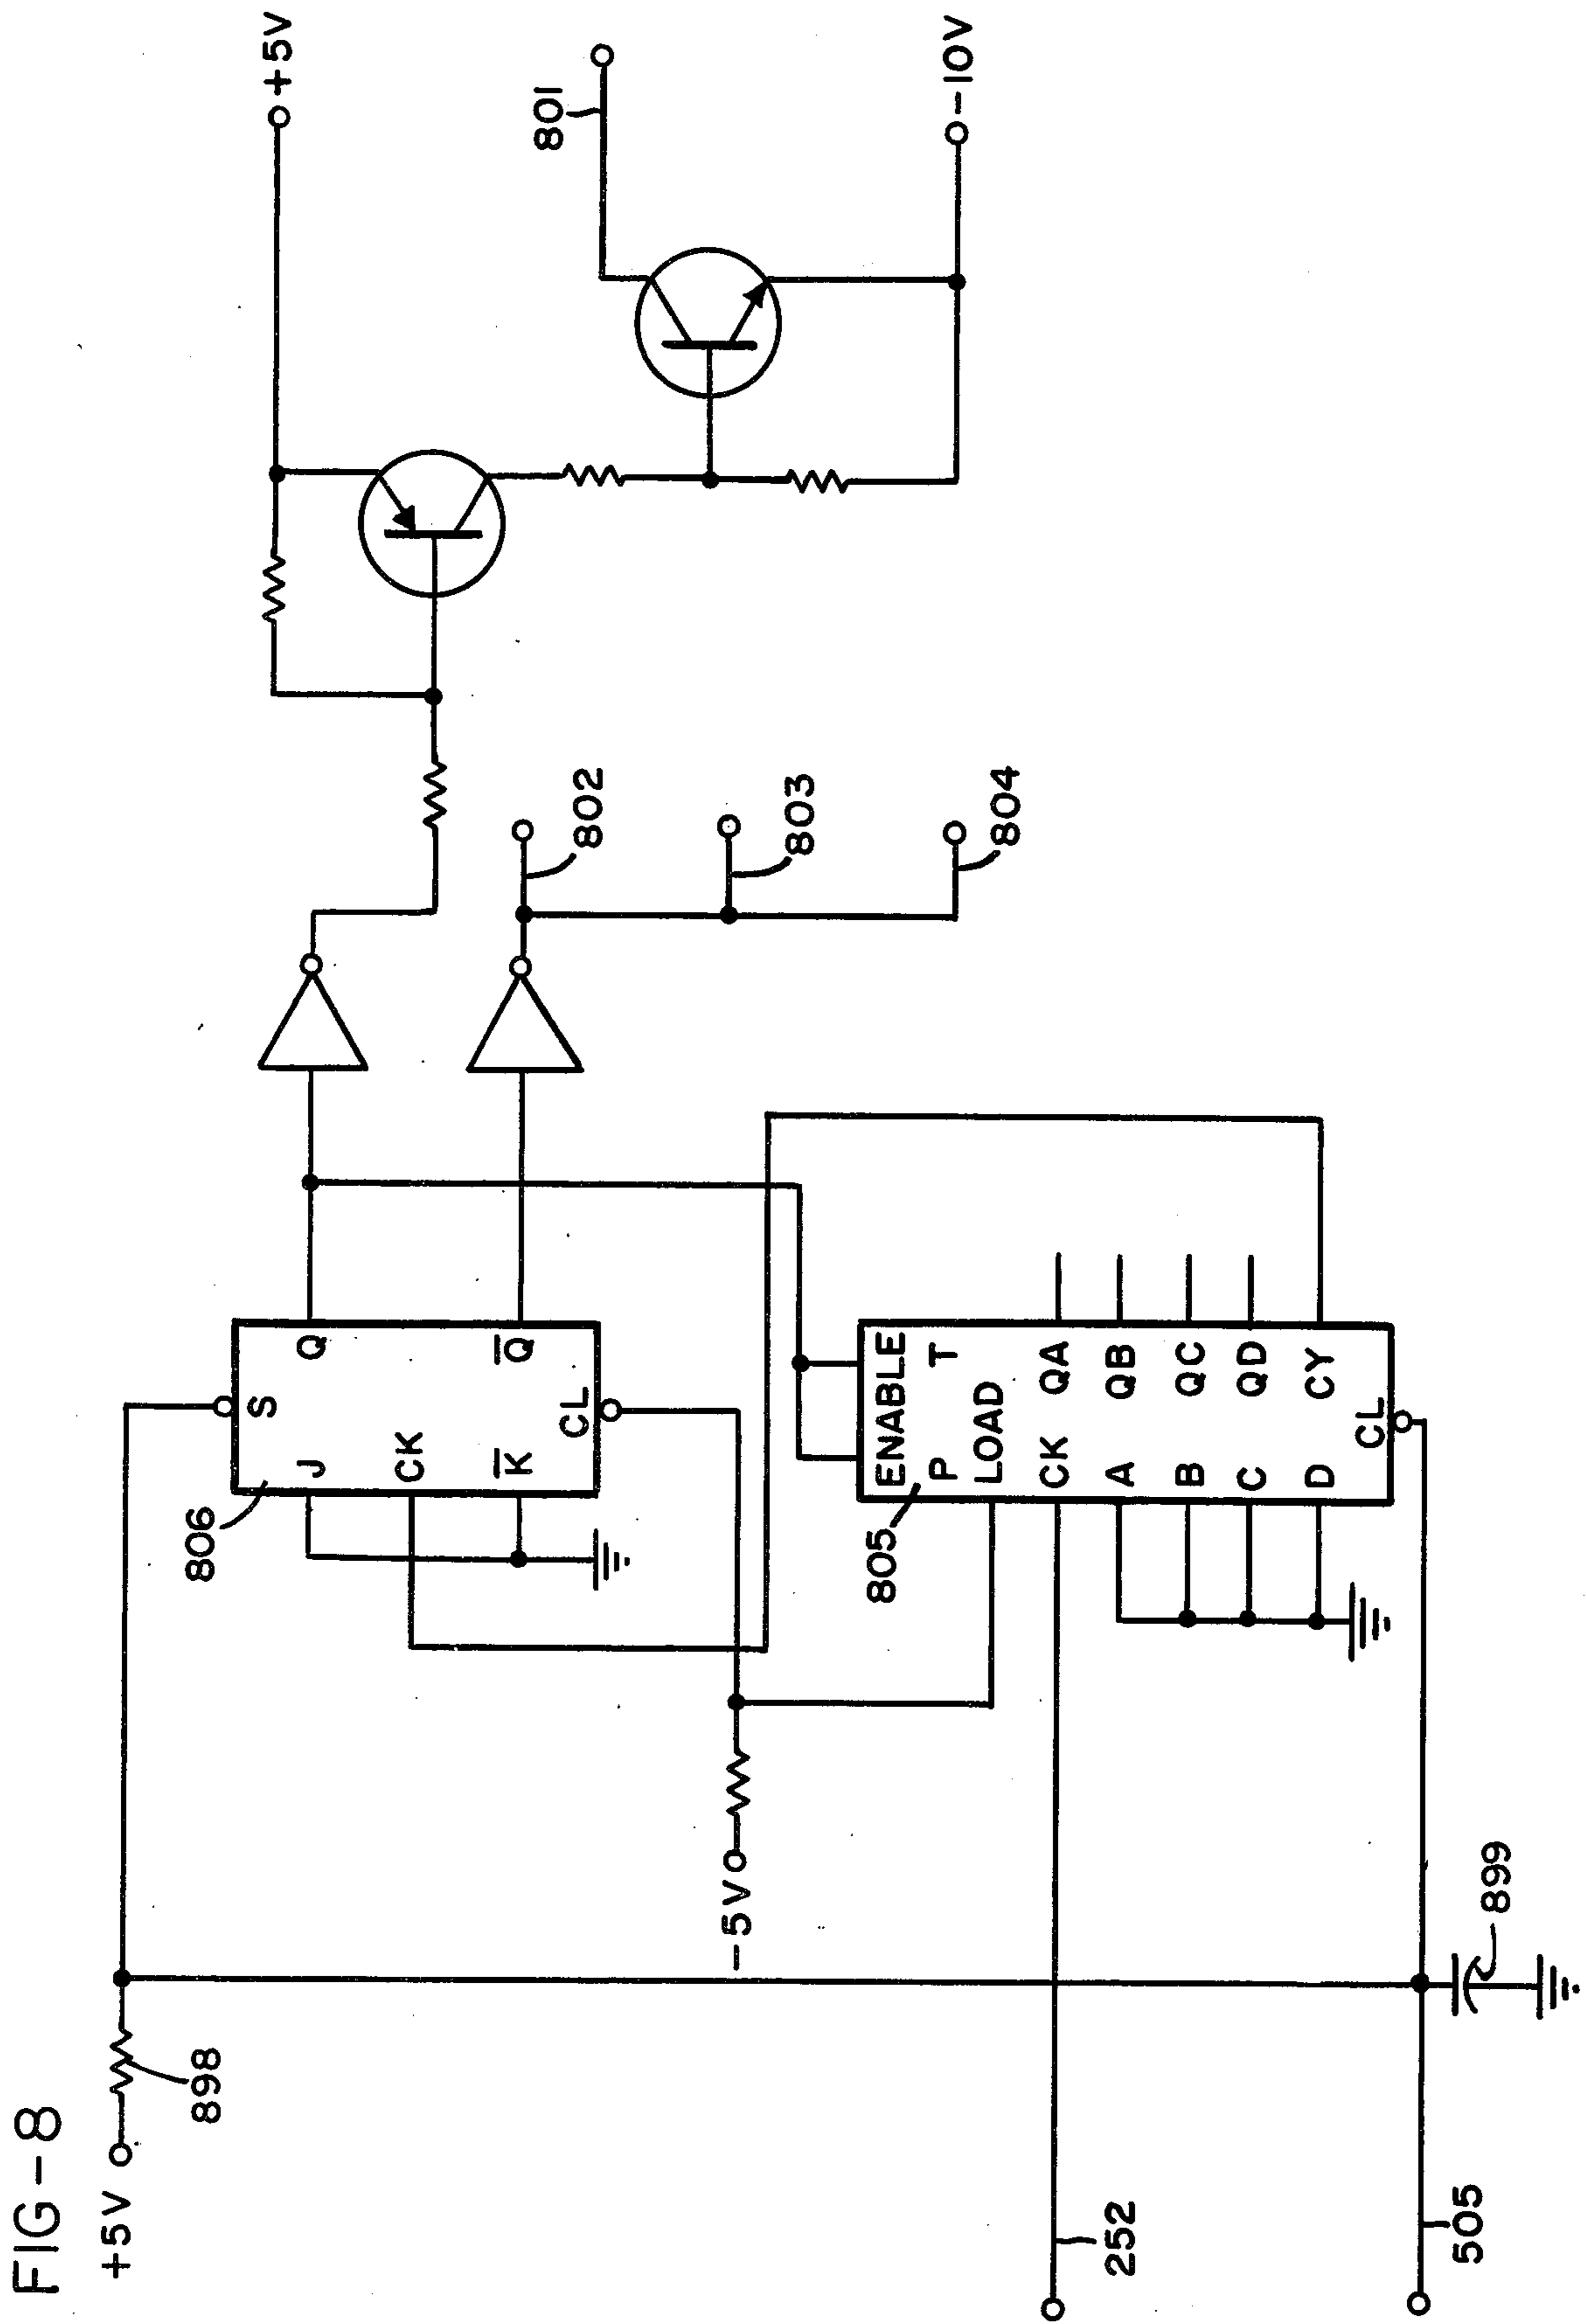 FIG-8
+5V
898
806
S
J
Q
CK
K̅
Q̅
CL
-5V
+5V
801
-10V
802
803
804
805
ENABLE
P T
LOAD
CK QA
A QB
B QC
C QD
D CY
CL
252
505
899